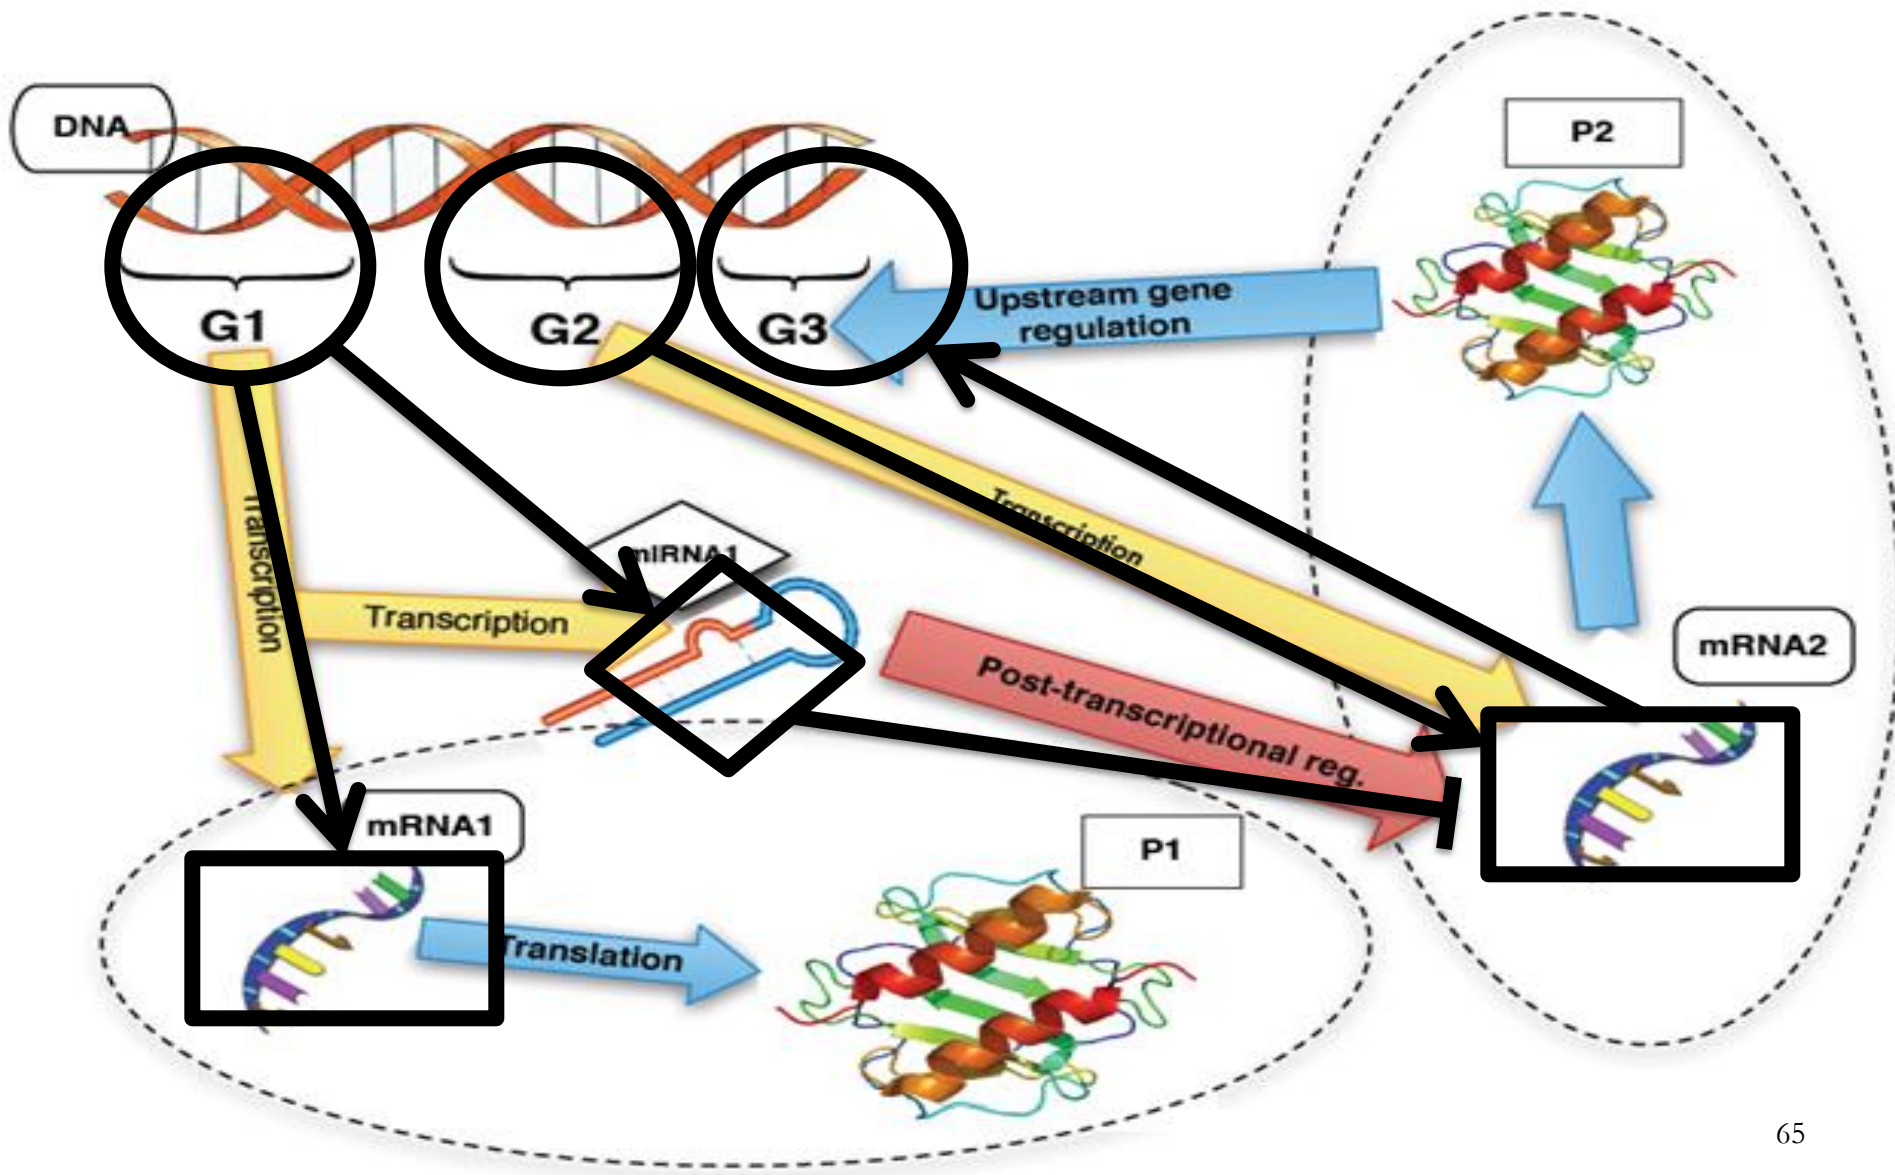 DNA
P2
G1
G2
G3
Upstream gene
regulation
Transcription
Transcription
miRNA1
Transcription
Post-transcriptional reg.
mRNA2
mRNA1
P1
Translation
65